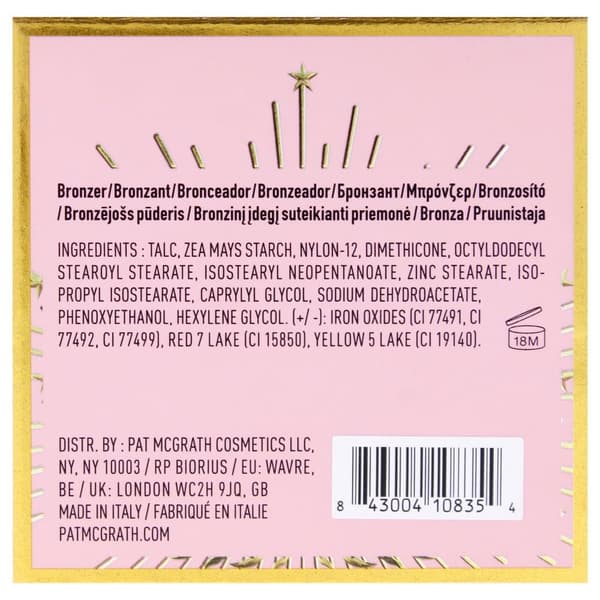 Bronzer/Bronzant/Bronceador/Bronzeador/Бронзант/Μπρόνζερ/Bronzosító
/ Bronzējošs pūderis / Bronzinį įdegį suteikianti priemonė / Bronza / Pruunistaja
INGREDIENTS : TALC, ZEA MAYS STARCH, NYLON-12, DIMETHICONE, OCTYLDODECYL
STEAROYL STEARATE, ISOSTEARYL NEOPENTANOATE, ZINC STEARATE, ISO-
PROPYL ISOSTEARATE, CAPRYLYL GLYCOL, SODIUM DEHYDROACETATE,
PHENOXYETHANOL, HEXYLENE GLYCOL. (+/ -): IRON OXIDES (CI 77491, CI
77492, CI 77499), RED 7 LAKE (CI 15850), YELLOW 5 LAKE (CI 19140).
18M
DISTR. BY : PAT MCGRATH COSMETICS LLC,
NY, NY 10003 / RP BIORIUS / EU: WAVRE,
BE / UK: LONDON WC2H 9JQ, GB
MADE IN ITALY / FABRIQUÉ EN ITALIE
PATMCGRATH.COM
8 43004 10835 4